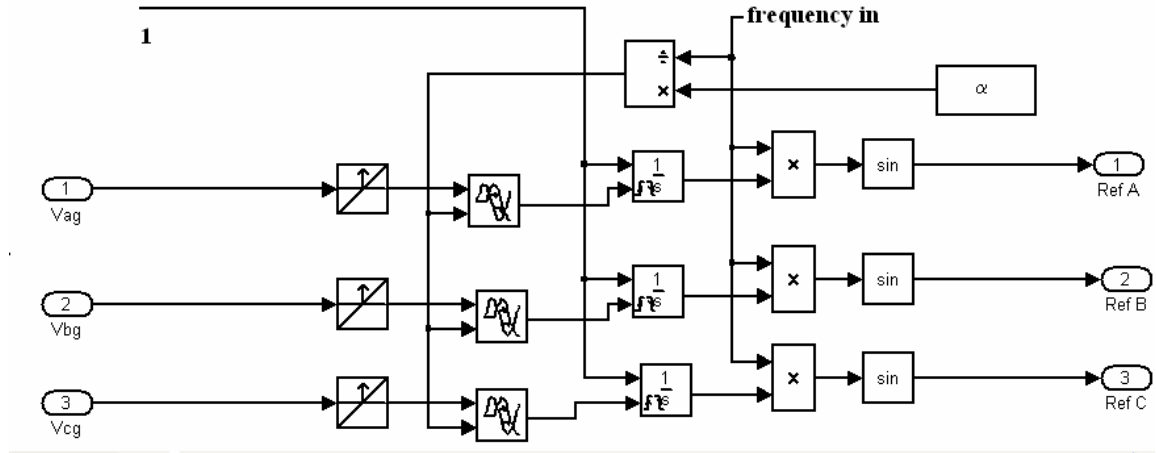 frequency in
1
÷
×
α
1
Vag
1
s
×
sin
1
Ref A
2
Vbg
1
s
×
sin
2
Ref B
3
Vcg
1
s
×
sin
3
Ref C